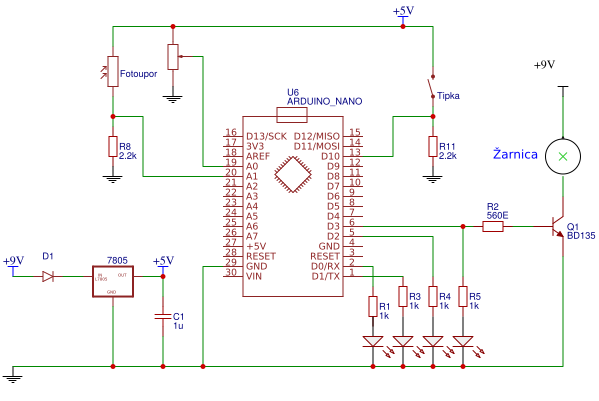 +5V
+9V
Fotoupor
U6
ARDUINO_NANO
Tipka
R8
2.2k
R11
2.2k
Žarnica
16 D13/SCK D12/MISO 15
17 3V3 D11/MOSI 14
18 AREF D10 13
19 A0 D9 12
20 A1 D8 11
21 A2 D7 10
22 A3 D6 9
23 A4 D5 8
24 A5 D4 7
25 A6 D3 6
26 A7 D2 5
27 +5V GND 4
28 RESET RESET 3
29 GND D0/RX 2
30 VIN D1/TX 1
R2
560E
Q1
BD135
+9V
D1
7805
+5V
IN
L7805
OUT
GND
C1
1u
R1
1k
R3
1k
R4
1k
R5
1k